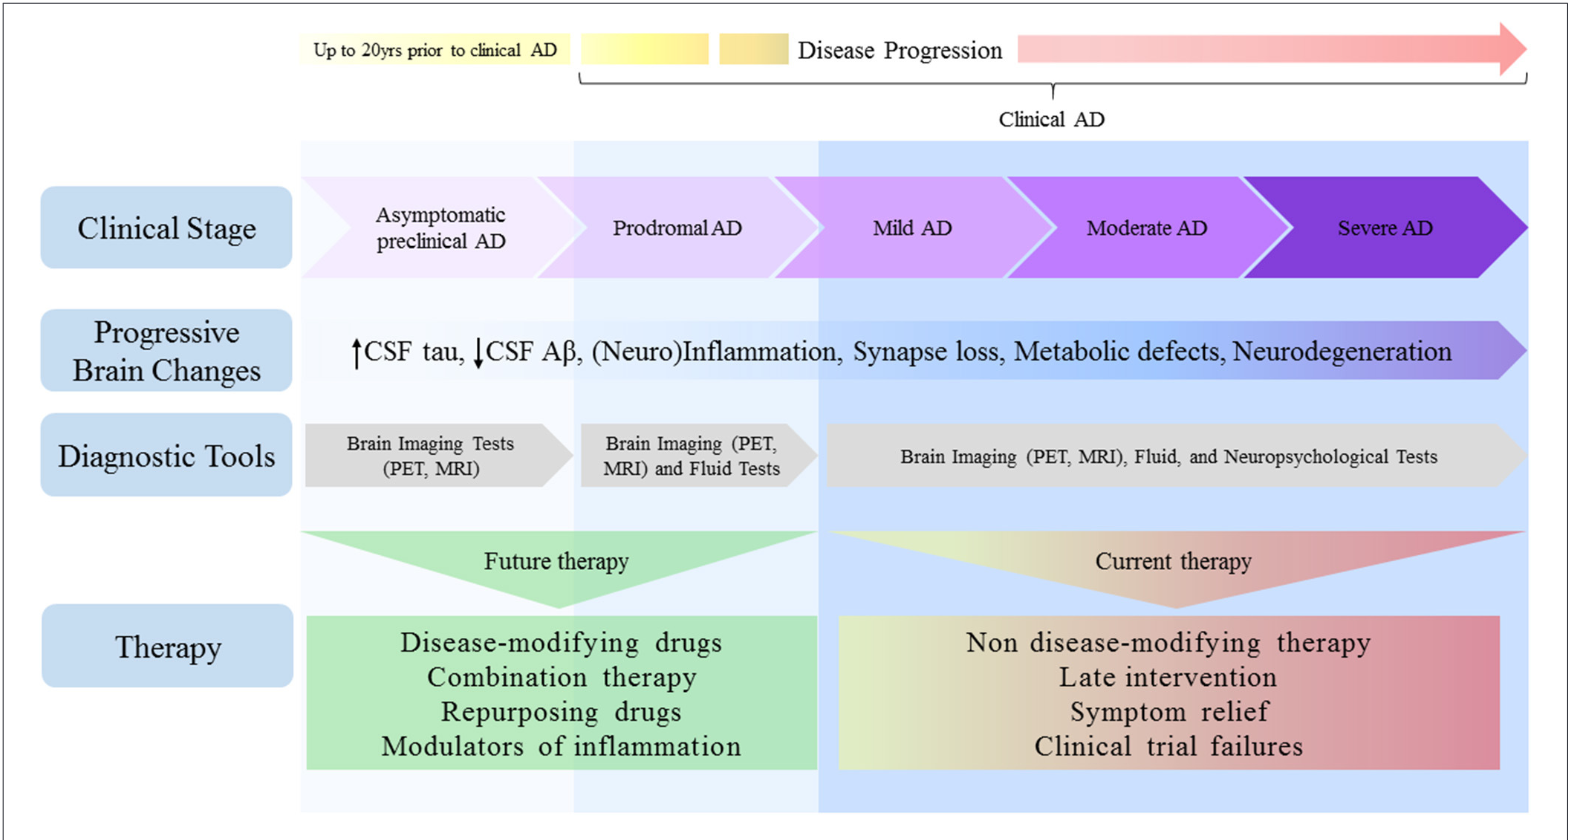 Up to 20yrs prior to clinical AD
Disease Progression
Clinical AD
Clinical Stage
Asymptomatic
preclinical AD
Prodromal AD
Mild AD
Moderate AD
Severe AD
Progressive
Brain Changes
↑CSF tau, ↓CSF Aβ, (Neuro)Inflammation, Synapse loss, Metabolic defects, Neurodegeneration
Diagnostic Tools
Brain Imaging Tests
(PET, MRI)
Brain Imaging (PET,
MRI) and Fluid Tests
Brain Imaging (PET, MRI), Fluid, and Neuropsychological Tests
Future therapy
Current therapy
Therapy
Disease-modifying drugs
Combination therapy
Repurposing drugs
Modulators of inflammation
Non disease-modifying therapy
Late intervention
Symptom relief
Clinical trial failures